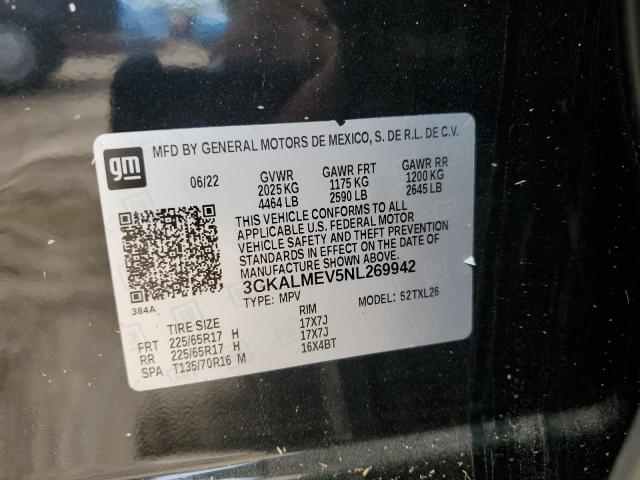 gm
MFD BY GENERAL MOTORS DE MEXICO, S. DE R.L. DE C.V.
06/22 GVWR GAWR FRT GAWR RR
2025 KG 1175 KG 1200 KG
4464 LB 2590 LB 2645 LB
THIS VEHICLE CONFORMS TO ALL
APPLICABLE U.S. FEDERAL MOTOR
VEHICLE SAFETY AND THEFT PREVENTION
STANDARDS IN EFFECT ON THE DATE OF
MANUFACTURE SHOWN ABOVE.
3GKALMEV5NL269942
TYPE: MPV MODEL: 52TXL26
384A
TIRE SIZE RIM
FRT 225/65R17 H 17X7J
RR 225/65R17 H 17X7J
SPA T135/70R16 M 16X4BT